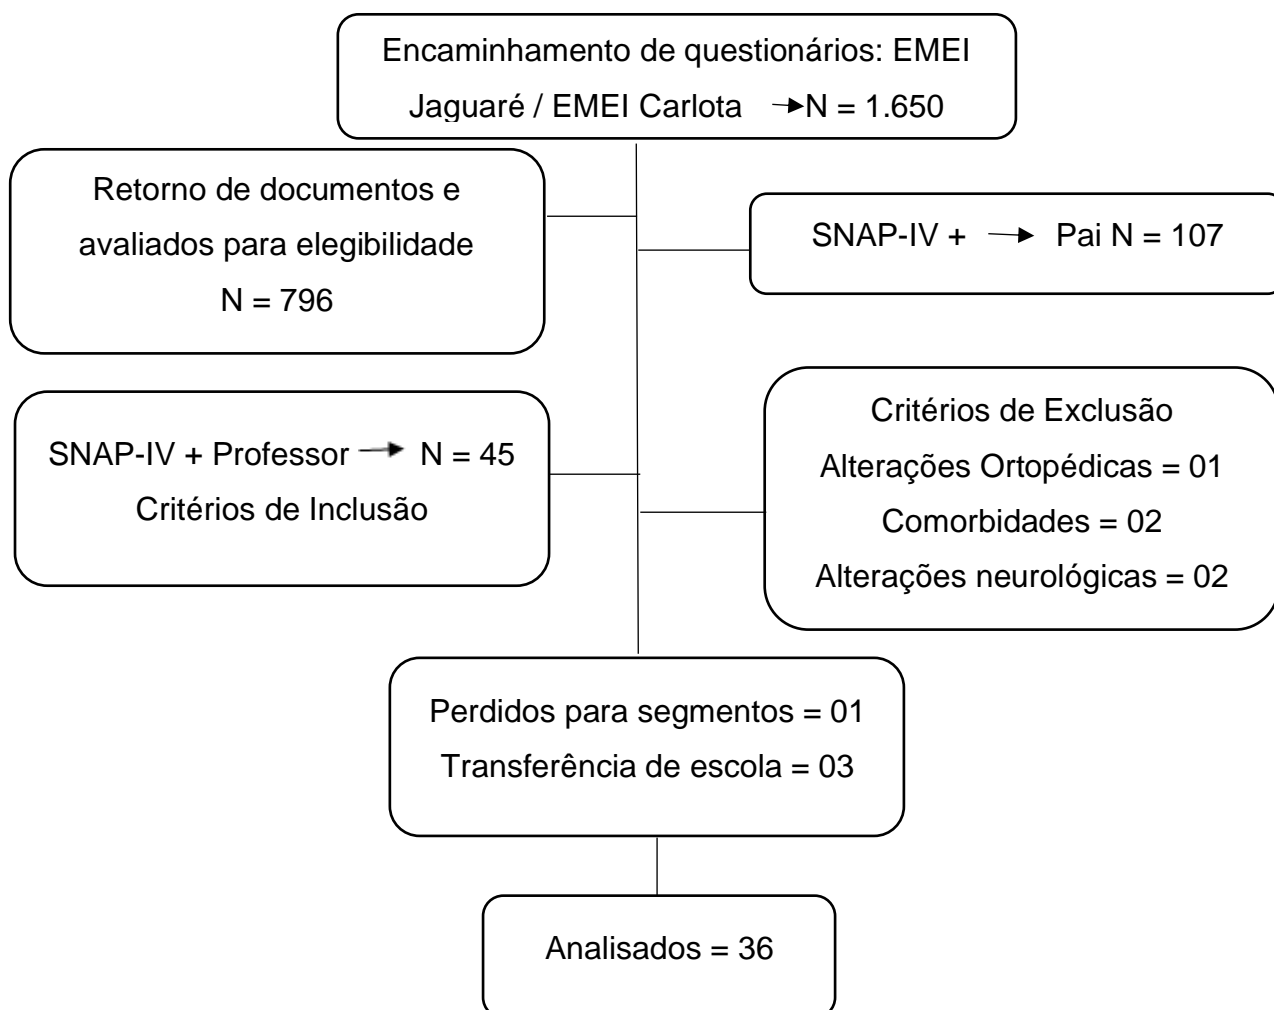 Encaminhamento de questionários: EMEI
Jaguaré / EMEI Carlota → N = 1.650
Retorno de documentos e
avaliados para elegibilidade
N = 796
SNAP-IV + → Pai N = 107
SNAP-IV + Professor → N = 45
Critérios de Inclusão
Critérios de Exclusão
Alterações Ortopédicas = 01
Comorbidades = 02
Alterações neurológicas = 02
Perdidos para segmentos = 01
Transferência de escola = 03
Analisados = 36